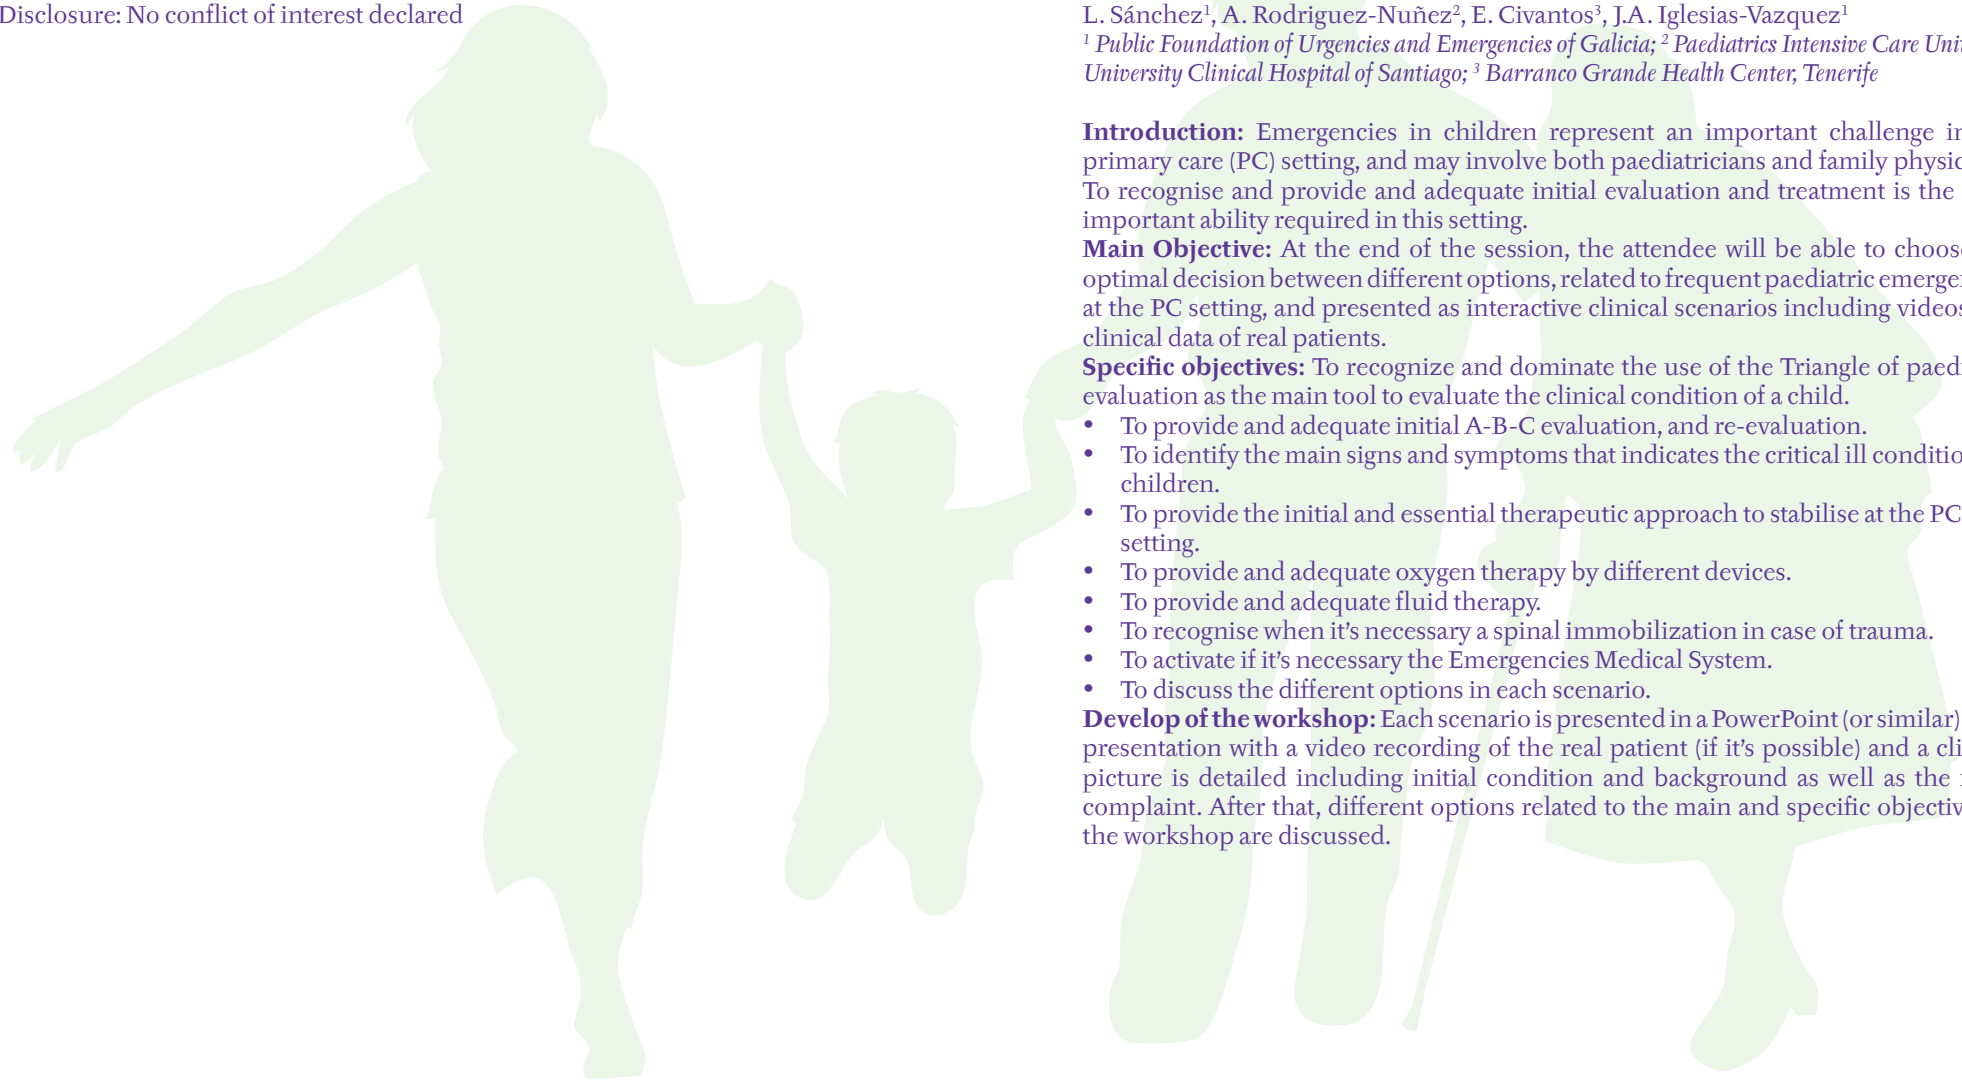 Disclosure: No conflict of interest declared
L. Sánchez¹, A. Rodriguez-Nuñez², E. Civantos³, J.A. Iglesias-Vazquez¹
¹ Public Foundation of Urgencies and Emergencies of Galicia; ² Paediatrics Intensive Care
University Clinical Hospital of Santiago; ³ Barranco Grande Health Center, Tenerife
Introduction: Emergencies in children represent an important challenge
primary care (PC) setting, and may involve both paediatricians and family
To recognise and provide and adequate initial evaluation and treatment is the
important ability required in this setting.
Main Objective: At the end of the session, the attendee will be able to
optimal decision between different options, related to frequent paediatric
at the PC setting, and presented as interactive clinical scenarios including videos
clinical data of real patients.
Specific objectives: To recognize and dominate the use of the Triangle of
evaluation as the main tool to evaluate the clinical condition of a child.
• To provide and adequate initial A-B-C evaluation, and re-evaluation.
• To identify the main signs and symptoms that indicates the critical ill
children.
• To provide the initial and essential therapeutic approach to stabilise at the PC
setting.
• To provide and adequate oxygen therapy by different devices.
• To provide and adequate fluid therapy.
• To recognise when it’s necessary a spinal immobilization in case of trauma.
• To activate if it’s necessary the Emergencies Medical System.
• To discuss the different options in each scenario.
Develop of the workshop: Each scenario is presented in a PowerPoint (or similar)
presentation with a video recording of the real patient (if it’s possible) and a
picture is detailed including initial condition and background as well as the
complaint. After that, different options related to the main and specific
the workshop are discussed.